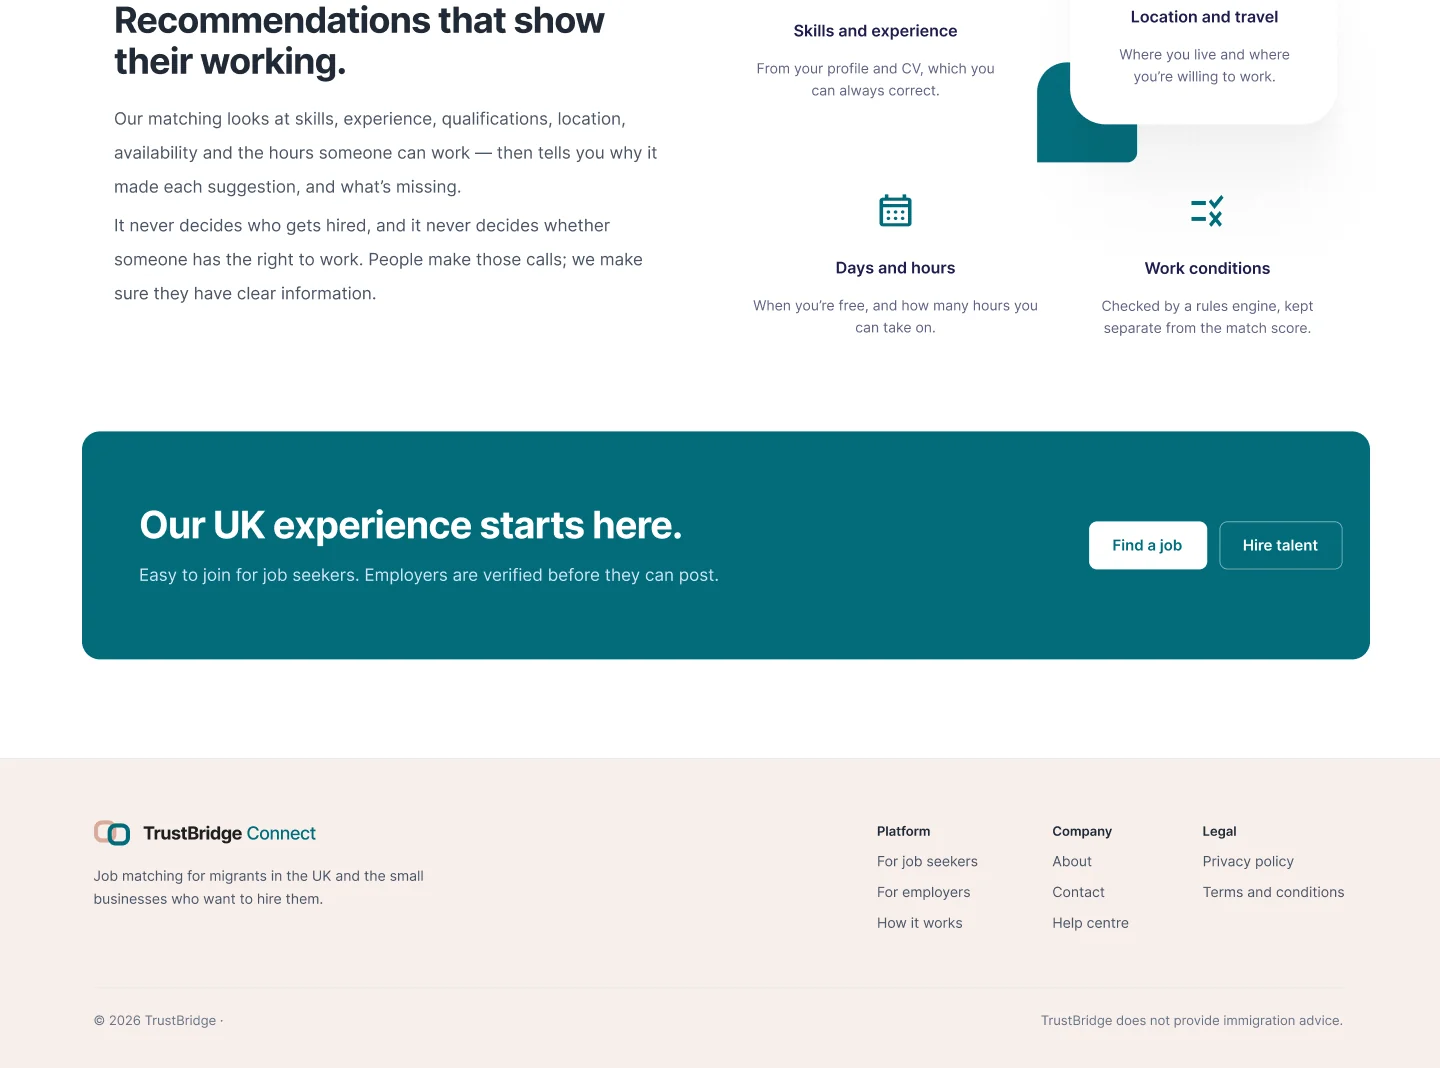 Recommendations that show
their working.
Our matching looks at skills, experience, qualifications, location,
availability and the hours someone can work — then tells you why it
made each suggestion, and what’s missing.
It never decides who gets hired, and it never decides whether
someone has the right to work. People make those calls; we make
sure they have clear information.
Skills and experience
From your profile and CV, which you
can always correct.
Location and travel
Where you live and where
you’re willing to work.
Days and hours
When you’re free, and how many hours you
can take on.
Work conditions
Checked by a rules engine, kept
separate from the match score.
Our UK experience starts here.
Easy to join for job seekers. Employers are verified before they can post.
Find a job
Hire talent
TrustBridge Connect
Job matching for migrants in the UK and the small
businesses who want to hire them.
Platform
For job seekers
For employers
How it works
Company
About
Contact
Help centre
Legal
Privacy policy
Terms and conditions
© 2026 TrustBridge ·
TrustBridge does not provide immigration advice.